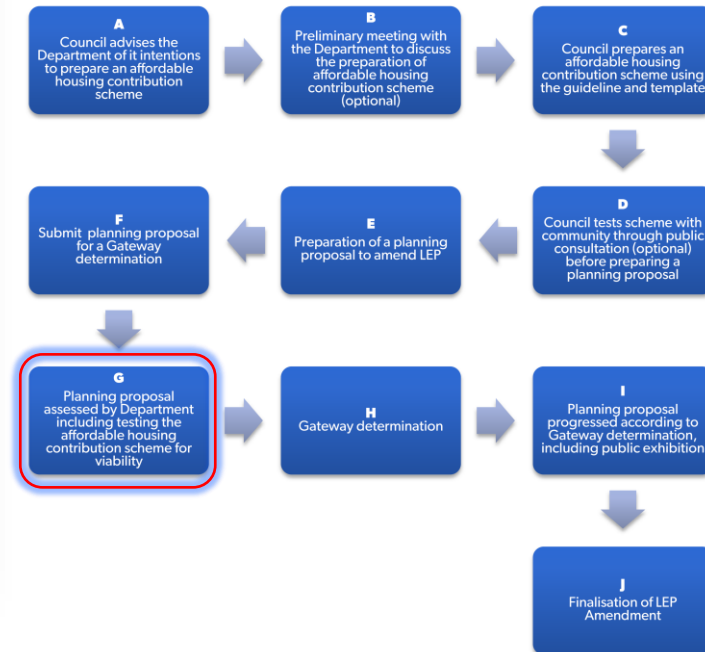 A
Council advises the
Department of it intentions
to prepare an affordable
housing contribution
scheme
B
Preliminary meeting with
the Department to discuss
the preparation of
affordable housing
contribution scheme
(optional)
C
Council prepares an
affordable housing
contribution scheme using
the guideline and template
F
Submit planning proposal
for a Gateway
determination
E
Preparation of a planning
proposal to amend LEP
D
Council tests scheme with
community through public
consultation (optional)
before preparing a
planning proposal
G
Planning proposal
assessed by Department
including testing the
affordable housing
contribution scheme for
viability
H
Gateway determination
I
Planning proposal
progressed according to
Gateway determination,
including public exhibition
J
Finalisation of LEP
Amendment